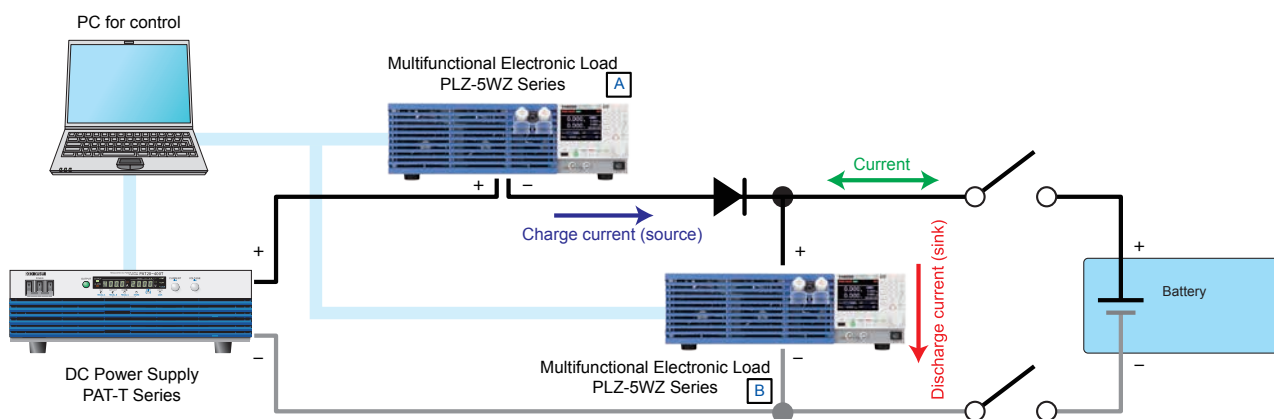 PC for control
Multifunctional Electronic Load
PLZ-5WZ Series
A
+
−
Current
Charge current (source)
+
+
Discharge current (sink)
+
Battery
−
−
−
DC Power Supply
PAT-T Series
Multifunctional Electronic Load
PLZ-5WZ Series
B